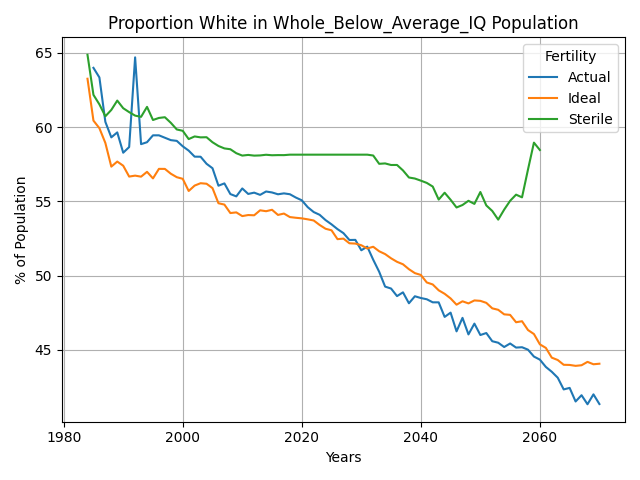 Proportion White in Whole_Below_Average_IQ Population
65
60
55
50
45
% of Population
1980
2000
2020
2040
2060
Years
Fertility
Actual
Ideal
Sterile